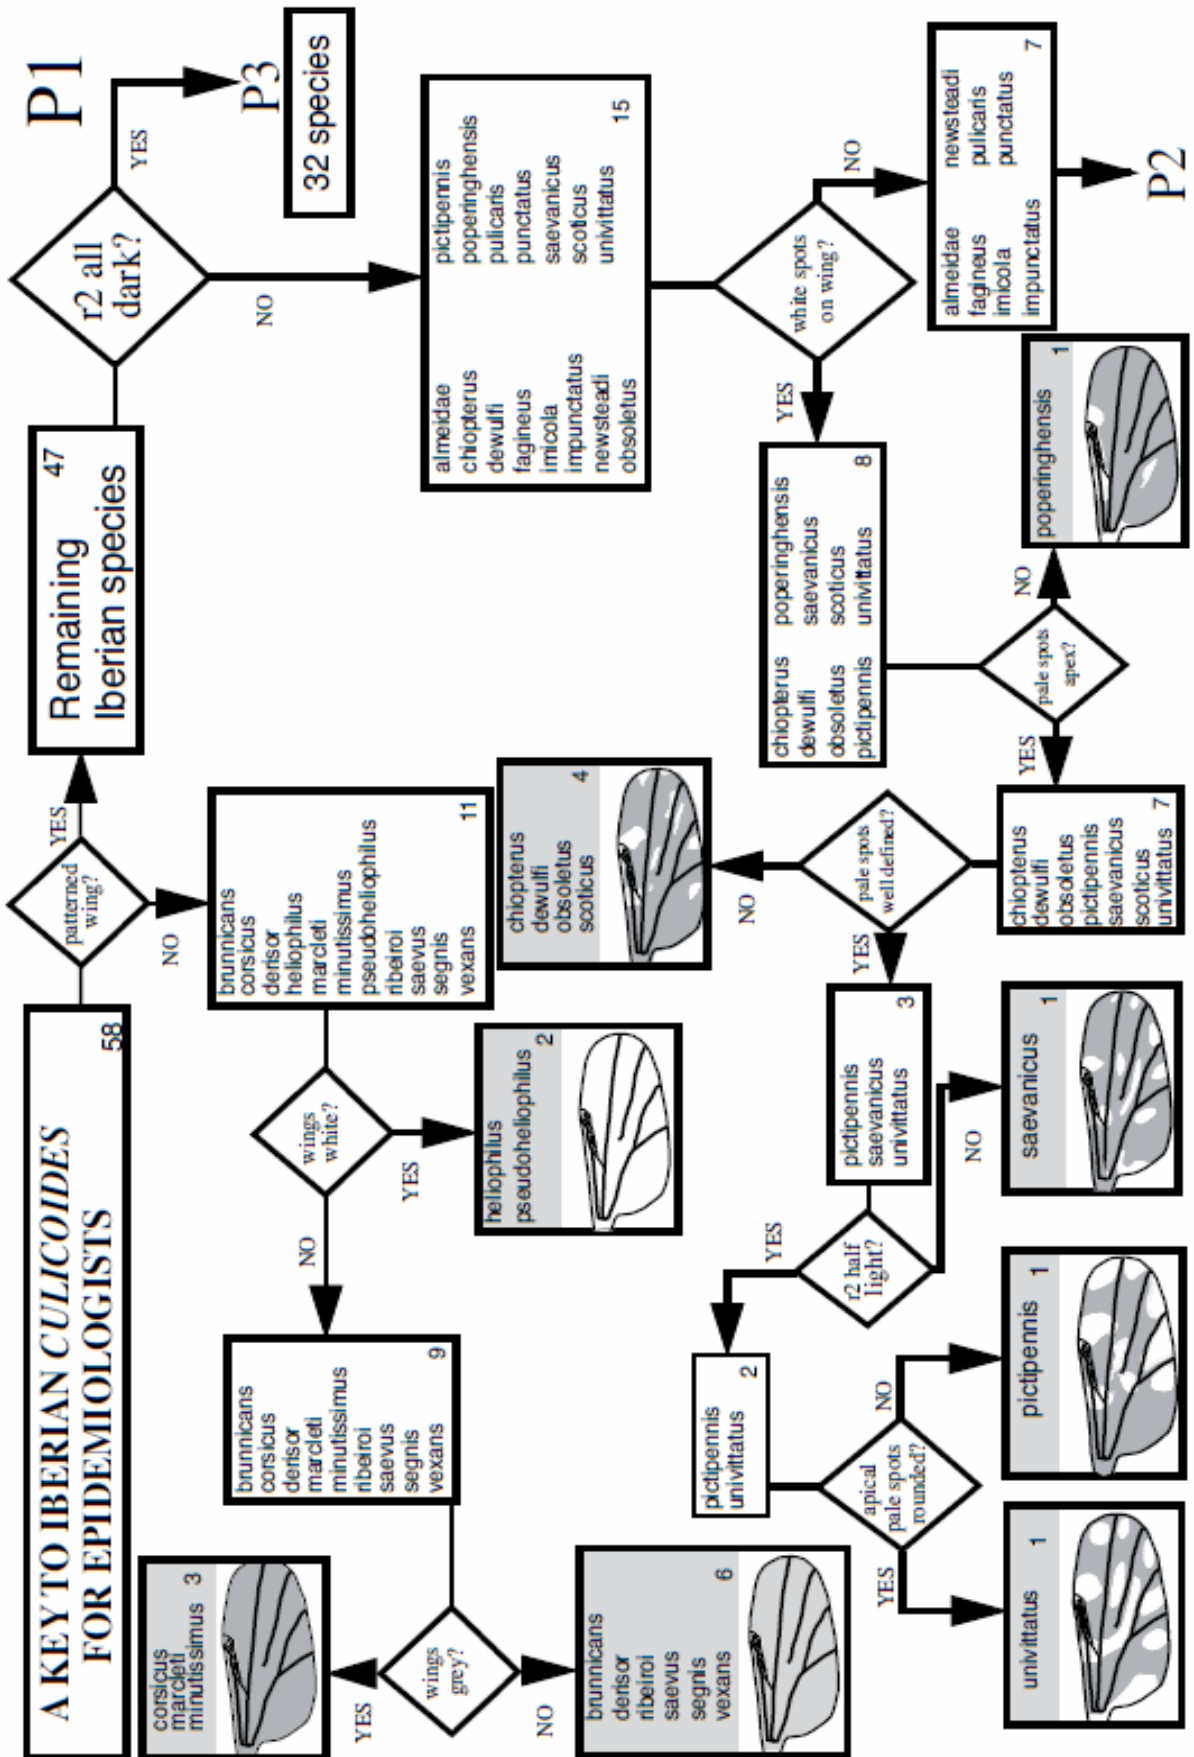 A KEY TO IBERIAN CULICOIDES
FOR EPIDEMIOLOGISTS
58
patterned
wing?
YES
NO
Remaining
Iberian species
47
r2 all
dark?
YES
NO
P1
P3
32 species
brunnicans
corsicus
derisor
heliophilus
marcleti
minutissimus
pseudoheliophilus
ribeiroi
saevus
segnis
vexans
11
wings
white?
YES
NO
heliophilus
pseudoheliophilus
2
brunnicans
corsicus
derisor
marcleti
minutissimus
ribeiroi
saevus
segnis
vexans
9
wings
grey?
YES
NO
corsicus
marcleti
minutissimus
3
brunnicans
derisor
ribeiroi
saevus
segnis
vexans
6
almeidae
chiopterus
dewulfi
fagineus
imicola
impunctatus
newsteadi
obsoletus
pictipennis
poperinghensis
pulicaris
punctatus
saevanicus
scoticus
univittatus
15
white spots
on wing?
YES
NO
almeidae
fagineus
imicola
impunctatus
newsteadi
pulicaris
punctatus
7
P2
chiopterus
dewulfi
obsoletus
pictipennis
poperinghensis
saevanicus
scoticus
univittatus
8
pale spots
apex?
YES
NO
poperinghensis
1
chiopterus
dewulfi
obsoletus
pictipennis
saevanicus
scoticus
univittatus
7
pale spots
well defined?
YES
NO
chiopterus
dewulfi
obsoletus
scoticus
4
pictipennis
saevanicus
univittatus
3
r2 half
light?
YES
NO
saevanicus
1
pictipennis
univittatus
2
apical
pale spots
rounded?
YES
NO
pictipennis
1
univittatus
1